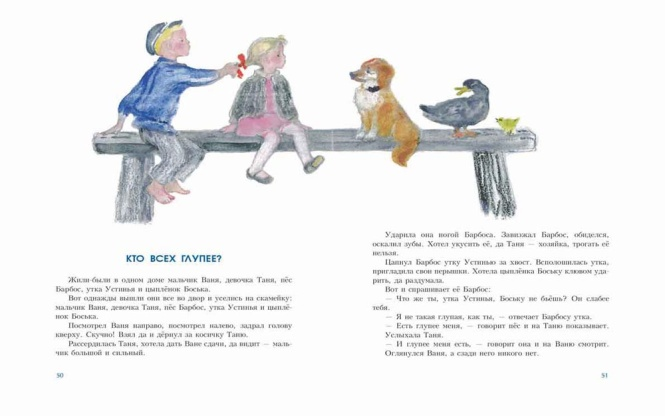 КТО ВСЕХ ГЛУПЕЕ?
Жили-были в одном доме мальчик Ваня, девочка Таня, пёс
Барбос, утка Устинья и цыплёнок Боська.
Вот однажды вышли они все во двор и уселись на скамейку:
мальчик Ваня, девочка Таня, пёс Барбос, утка Устинья и цыплё-
нок Боська.
Посмотрел Ваня направо, посмотрел налево, задрал голову
кверху. Скучно! Взял да и дёрнул за косичку Таню.
Рассердилась Таня, хотела дать Ване сдачи, да видит — маль-
чик большой и сильный.
30
Ударила она ногой Барбоса. Завизжал Барбос, обиделся,
оскалил зубы. Хотел укусить её, да Таня — хозяйка, трогать её
нельзя.
Цапнул Барбос утку Устинью за хвост. Всполошилась утка,
пригладила свои пёрышки. Хотела цыплёнка Боську клювом уда-
рить, да раздумала.
Вот и спрашивает её Барбос:
— Что же ты, утка Устинья, Боську не бьёшь? Он слабее
тебя.
— Я не такая глупая, как ты, — отвечает Барбосу утка.
— Есть глупее меня, — говорит пёс и на Таню показывает.
Услыхала Таня.
— И глупее меня есть, — говорит она и на Ваню смотрит.
Оглянулся Ваня, а сзади него никого нет.
31